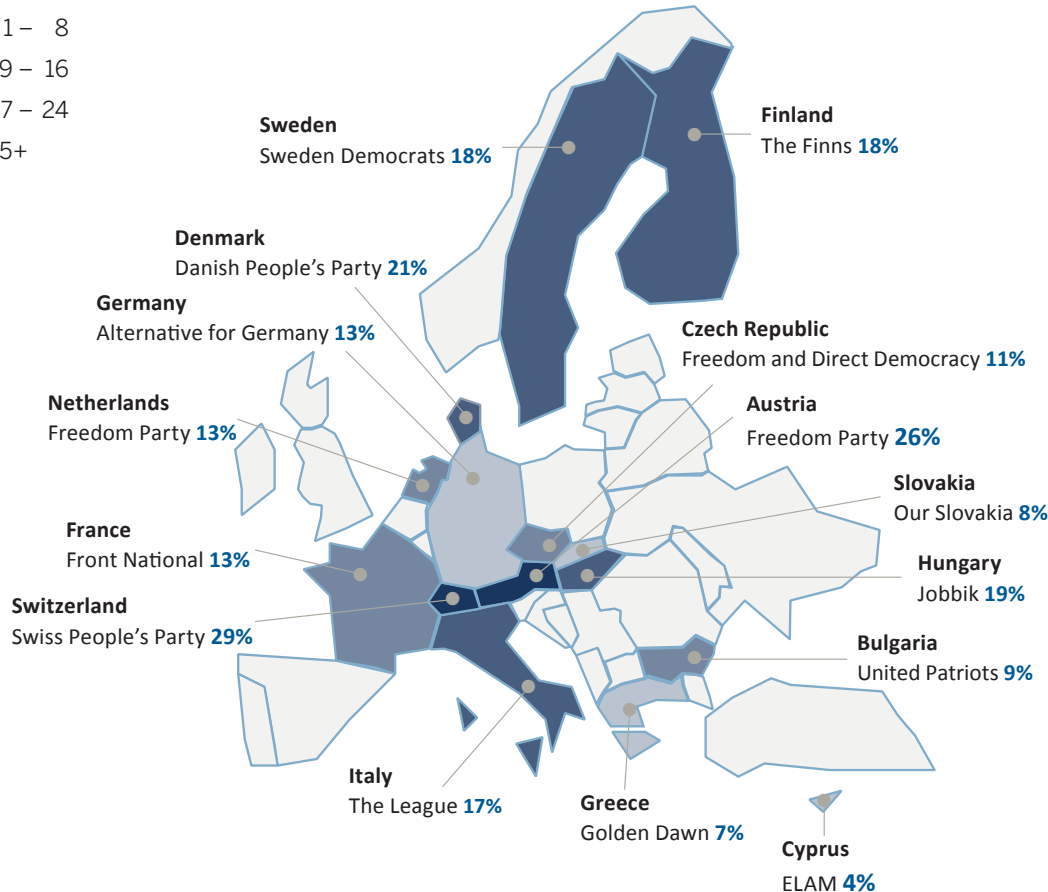 1 – 8
9 – 16
7 – 24
5+
Sweden
Sweden Democrats 18%
Finland
The Finns 18%
Denmark
Danish People's Party 21%
Germany
Alternative for Germany 13%
Czech Republic
Freedom and Direct Democracy 11%
Netherlands
Freedom Party 13%
Austria
Freedom Party 26%
Slovakia
Our Slovakia 8%
France
Front National 13%
Hungary
Jobbik 19%
Switzerland
Swiss People's Party 29%
Bulgaria
United Patriots 9%
Italy
The League 17%
Greece
Golden Dawn 7%
Cyprus
ELAM 4%